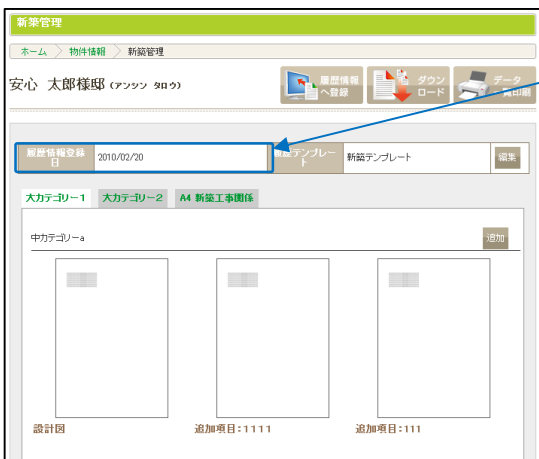 新築管理
ホーム 物件情報 新築管理
安心 太郎様邸 (アンシン タロウ)
履歴情報
へ登録
ダウン
ロード
データ
印刷
履歴情報登録
日
2010/02/20
歴テンプレー
ト
新築テンプレート
編集
大カテゴリー1 大カテゴリー2 A4 新築工事関係
中カテゴリーa
追加
設計図 追加項目:1111 追加項目:111